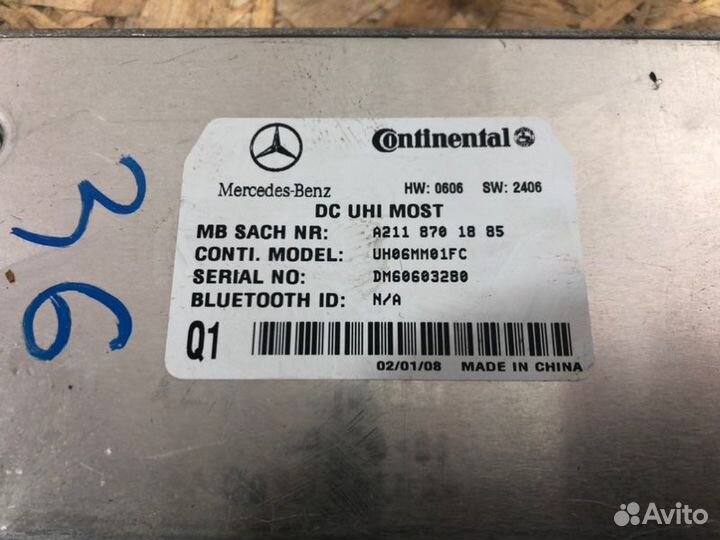 36
Continental
Mercedes-Benz
HW: 0606 SW: 2406
DC UHI MOST
MB SACH NR: A211 870 18 85
CONTI. MODEL: UH06MM01FC
SERIAL NO: DM60603280
BLUETOOTH ID: N/A
Q1
02/01/08 MADE IN CHINA
Avito